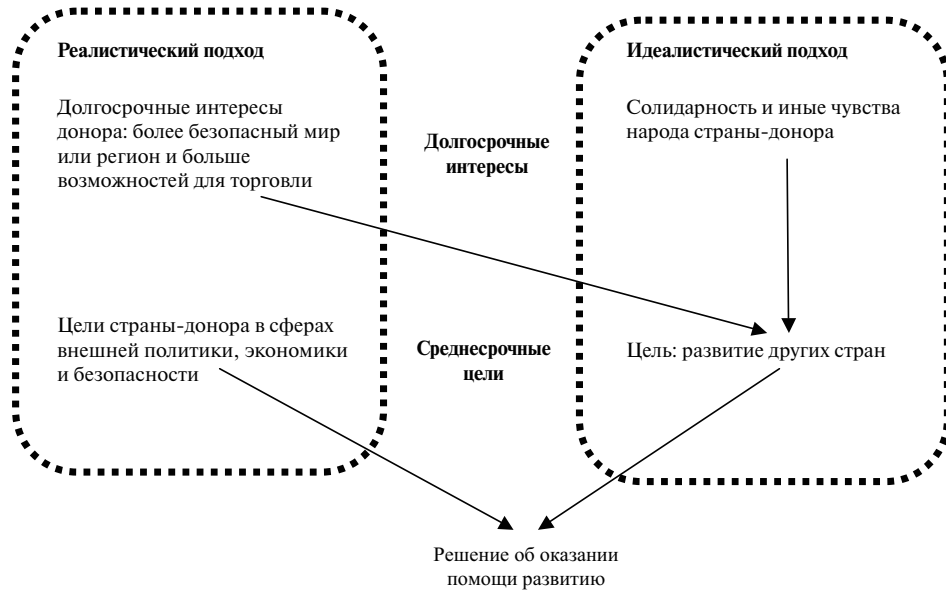 Реалистический подход
Долгосрочные интересы
донора: более безопасный мир
или регион и больше
возможностей для торговли
Цели страны-донора в сферах
внешней политики, экономики
и безопасности
Долгосрочные
интересы
Среднесрочные
цели
Идеалистический подход
Солидарность и иные чувства
народа страны-донора
Цель: развитие других стран
Решение об оказании
помощи развитию